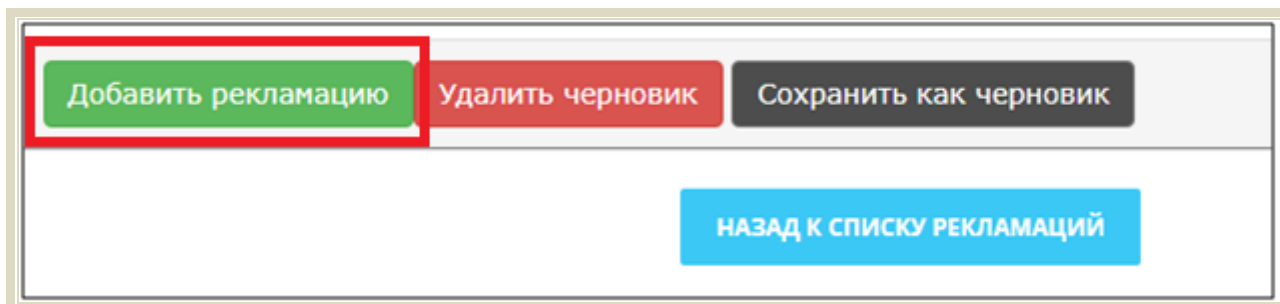 Добавить рекламацию Удалить черновик Сохранить как черновик
НАЗАД К СПИСКУ РЕКЛАМАЦИЙ